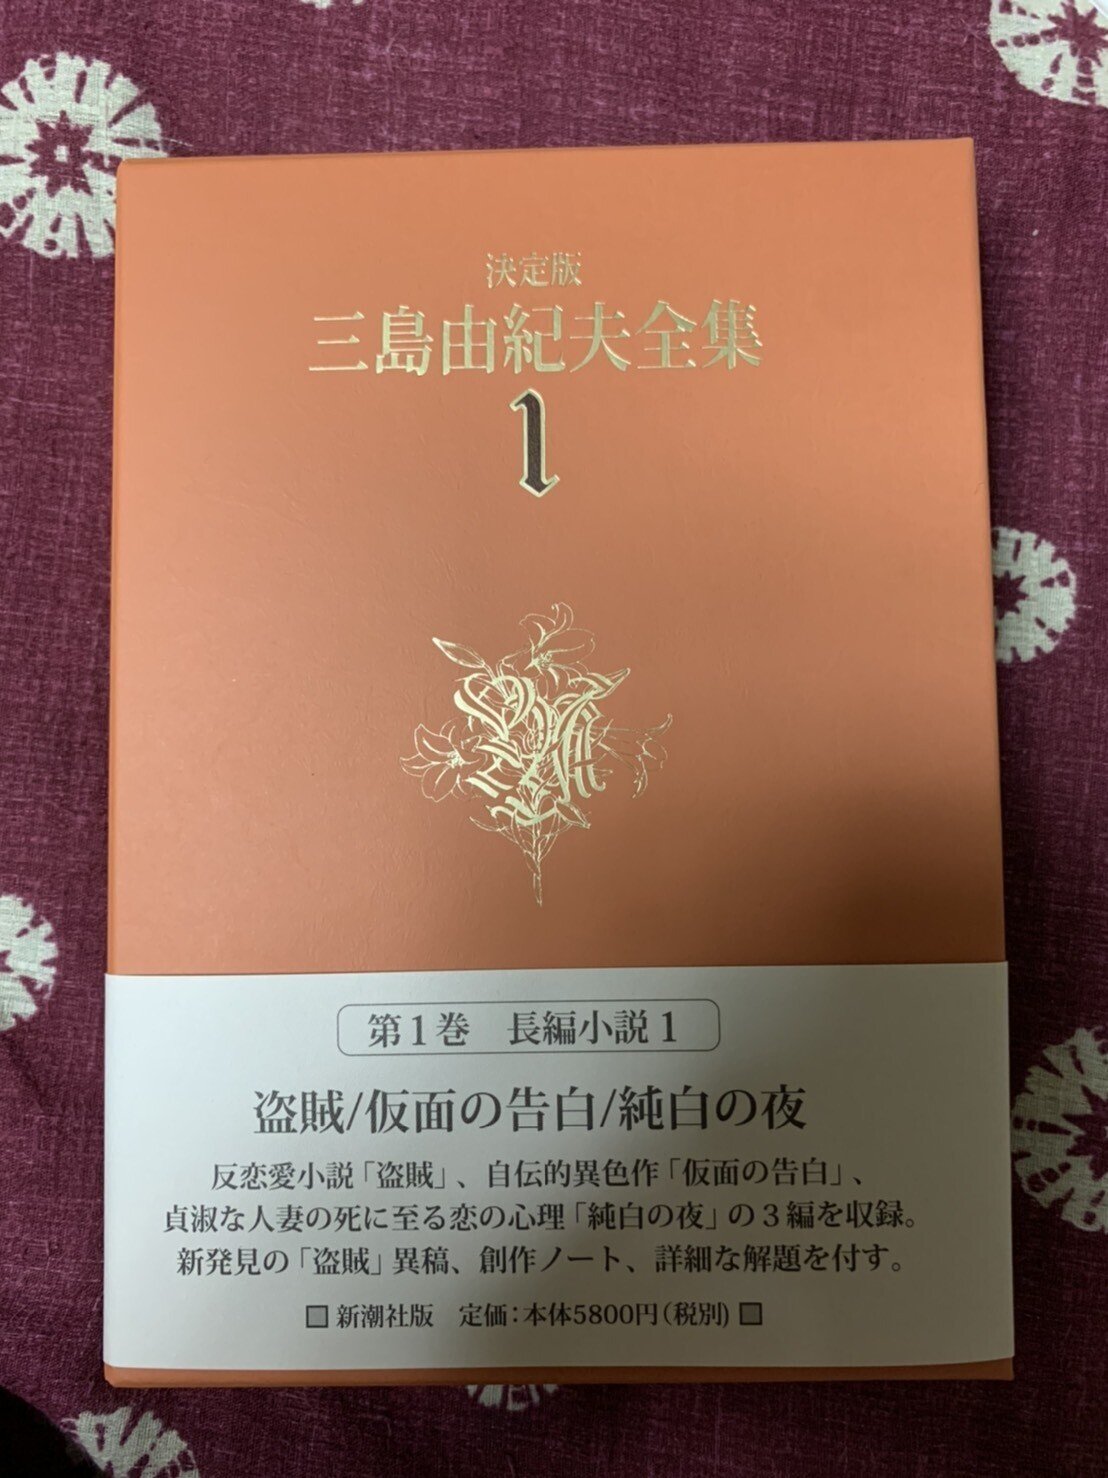 決定版
三島由紀夫全集
1
第1巻　長編小説1
盗賊/仮面の告白/純白の夜
反恋愛小説「盗賊」、自伝的異色作「仮面の告白」、
貞淑な人妻の死に至る恋の心理「純白の夜」の3編を収録。
新発見の「盗賊」異稿、創作ノート、詳細な解題を付す。
■新潮社版　定価：本体5800円（税別）■